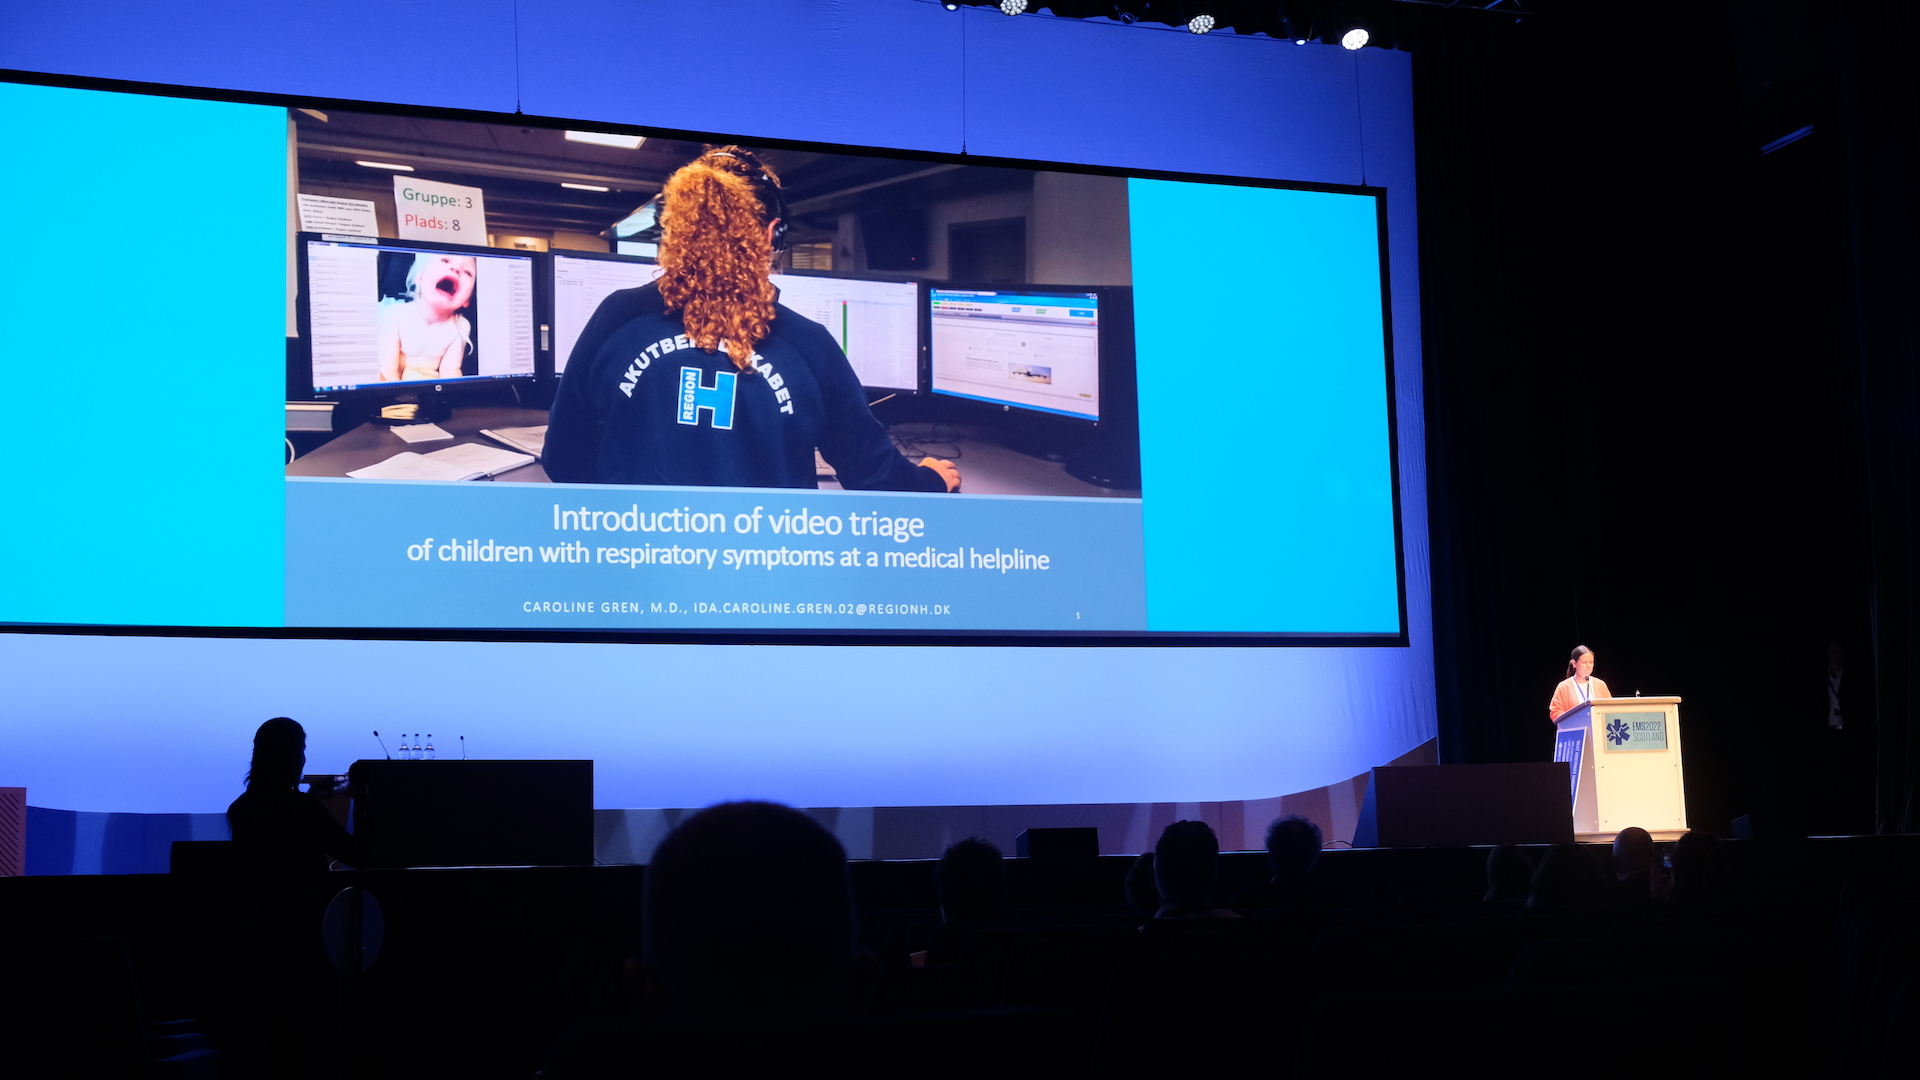 Gruppe: 3
Plads: 8
REGION
H
Introduction of video triage
of children with respiratory symptoms at a medical helpline
CAROLINE GREN, M.D., IDA.CAROLINE.GREN.02@REGIONH.DK
1
EMS2022
SCOTLAND